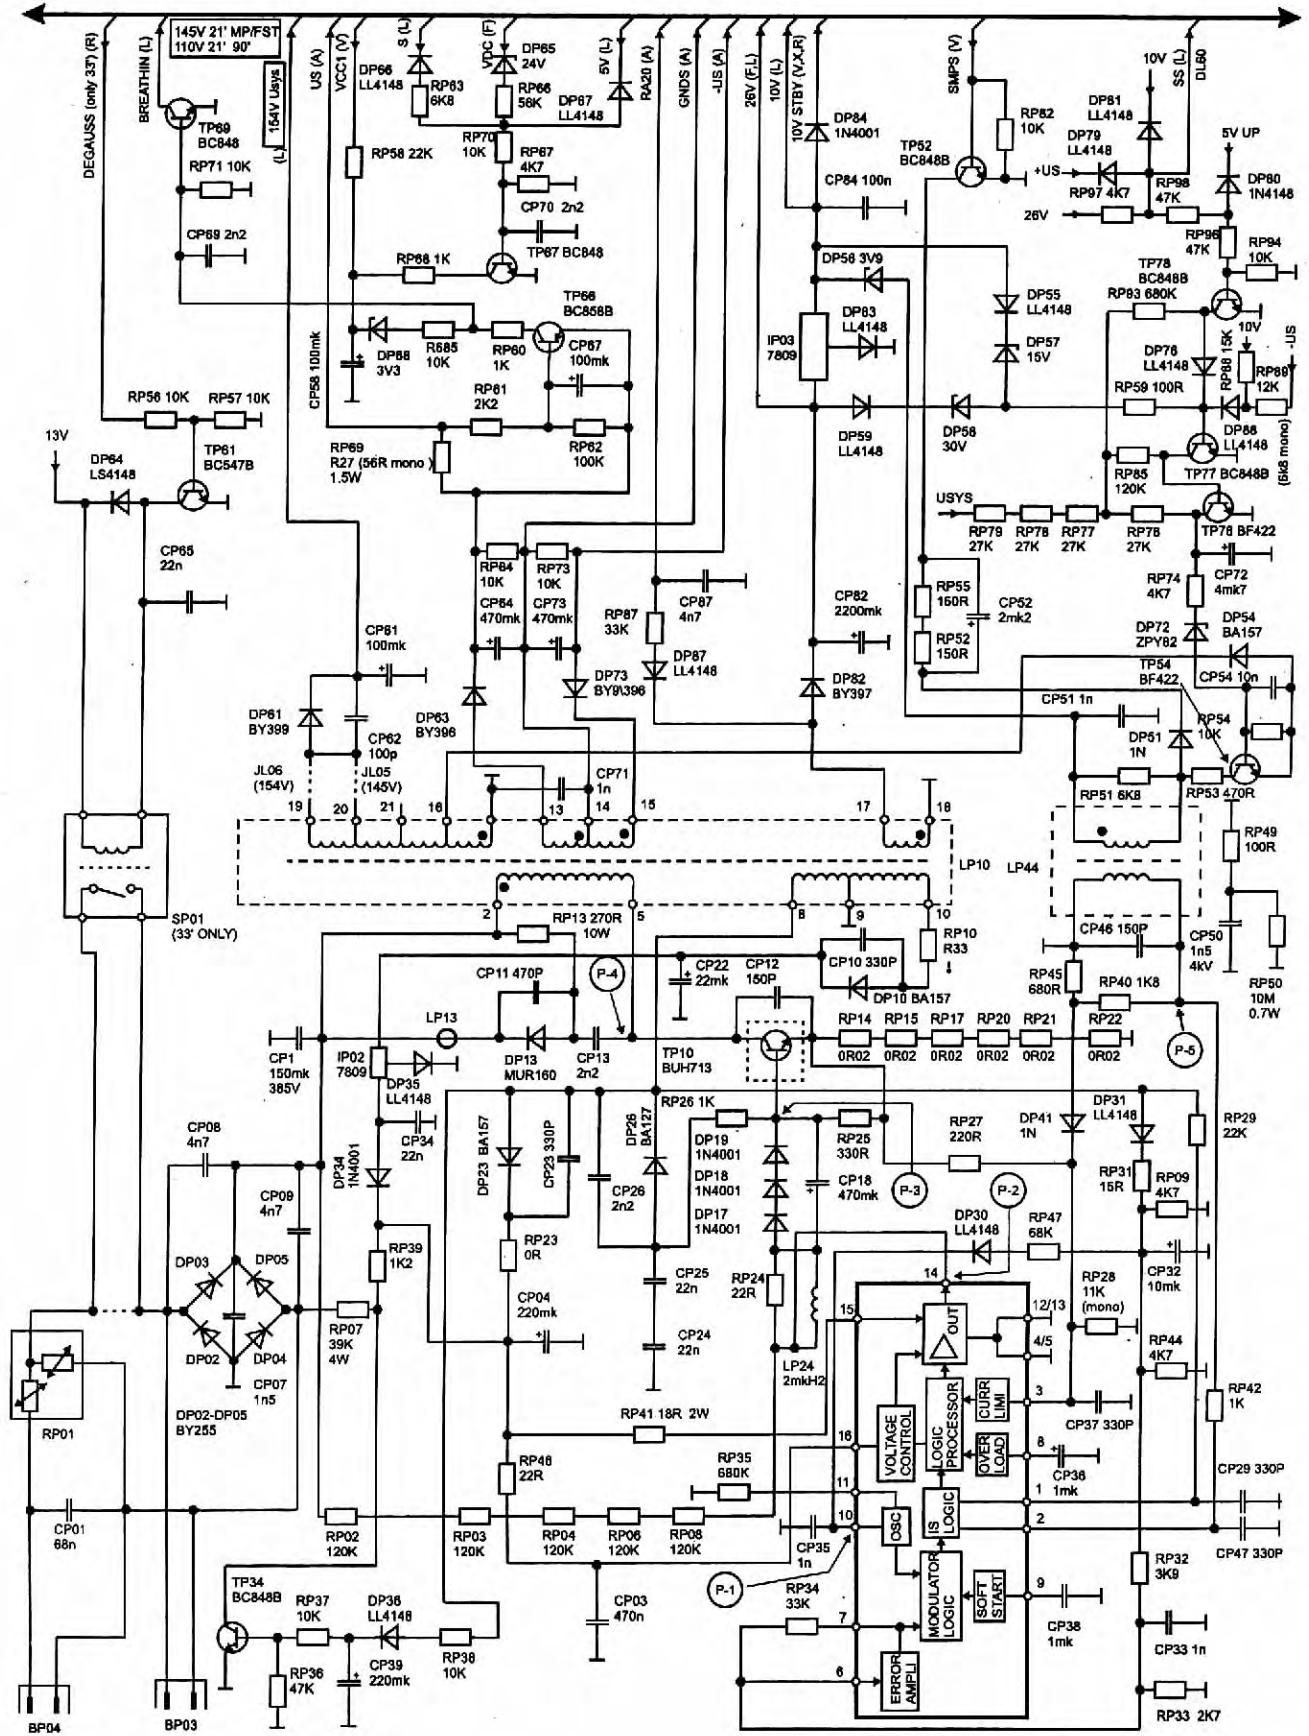 145V 21' MP/FST
110V 21' 90'
154V Usys
(L)
DEGAUSS (only 33') (R)
BREATHIN (L)
US (A)
VCC1 (V)
S (L)
VDC (F)
5V (L)
RA20 (A)
GNDS (A)
-US (A)
26V (F,L)
10V (L)
10V STBY (V,X,R)
SMPS (V)
SS (L)
DL60
10V
5V UP
DP66
LL4148
RP63
6K8
DP65
24V
RP66
56K
DP67
LL4148
TP69
BC848
RP71 10K
RP58 22K
RP70
10K
RP67
4K7
CP70 2n2
TP67 BC848
CP69 2n2
RP68 1K
TP66
BC858B
DP68
3V3
R685
10K
RP60
1K
CP67
100mk
CP58 100mk
RP61
2K2
RP62
100K
RP69
R27 (56R mono )
1.5W
RP56 10K
RP57 10K
13V
DP64
LS4148
TP61
BC547B
CP65
22n
DP84
1N4001
CP84 100n
TP52
BC848B
RP82
10K
DP81
LL4148
DP79
LL4148
+US
RP97 4K7
RP98
47K
26V
DP80
1N4148
RP96
47K
RP94
10K
TP78
BC848B
RP93 680K
10V
-US
DP56 3V9
DP83
LL4148
IP03
7809
DP55
LL4148
DP57
15V
DP76
LL4148
RP88 15K
RP89
12K
RP59 100R
DP88
LL4148
(6k8 mono)
DP59
LL4148
DP58
30V
TP77 BC848B
RP85
120K
USYS
RP79
27K
RP78
27K
RP77
27K
RP76
27K
TP76 BF422
RP74
4K7
CP72
4mk7
DP72
ZPY82
DP54
BA157
TP54
BF422
CP54 10n
RP84
10K
RP73
10K
CP64
470mk
CP73
470mk
RP87
33K
CP87
4n7
DP87
LL4148
CP82
2200mk
DP82
BY397
RP55
160R
RP52
150R
CP52
2mk2
CP81
100mk
DP61
BY399
CP62
100p
DP63
BY396
DP73
BY9\396
CP51 1n
DP51
1N
RP54
10K
RP51 6K8
RP53 470R
JL06
(154V)
JL05
(145V)
CP71
1n
19
20
21
16
13
14
15
17
18
LP10
LP44
RP49
100R
2
5
8
9
10
SP01
(33' ONLY)
RP13 270R
10W
RP10
R33
CP10 330P
DP10 BA157
CP46 150P
CP50
1n5
4kV
RP50
10M
0.7W
RP45
680R
RP40 1K8
P-5
CP11 470P
P-4
CP22
22mk
CP12
150P
LP13
CP1
150mk
385V
IP02
7809
DP35
LL4148
DP13
MUR160
CP13
2n2
TP10
BUH713
RP14
0R02
RP15
0R02
RP17
0R02
RP20
0R02
RP21
0R02
RP22
0R02
CP08
4n7
CP34
22n
DP34
1N4001
DP23 BA157
CP23 330P
CP26
2n2
DP26
BA127
RP26 1K
DP19
1N4001
DP18
1N4001
DP17
1N4001
RP25
330R
CP18
470mk
P-3
RP27
220R
P-2
DP41
1N
DP31
LL4148
RP29
22K
RP31
15R
RP09
4K7
CP09
4n7
DP03
DP05
DP02
DP04
RP39
1K2
RP23
0R
CP04
220mk
CP25
22n
CP24
22n
RP24
22R
LP24
2mkH2
DP30
LL4148
RP47
68K
CP32
10mk
RP28
11K
(mono)
RP44
4K7
RP07
39K
4W
CP07
1n5
DP02-DP05
BY255
RP01
RP41 18R 2W
RP46
22R
RP35
680K
RP42
1K
CP37 330P
CP36
1mk
CP29 330P
CP47 330P
14
15
12/13
4/5
3
8
16
11
1
10
2
9
7
6
OUT
VOLTAGE
CONTROL
LOGIC
PROCESSOR
CURR
LIMI
OVER
LOAD
OSC
IS
LOGIC
MODULATOR
LOGIC
SOFT
START
ERROR
AMPLI
CP01
68n
RP02
120K
RP03
120K
RP04
120K
RP06
120K
RP08
120K
CP35
1n
P-1
RP34
33K
CP38
1mk
RP32
3K9
CP33 1n
RP33 2K7
TP34
BC848B
RP37
10K
DP36
LL4148
CP03
470n
RP36
47K
CP39
220mk
RP38
10K
BP04
BP03